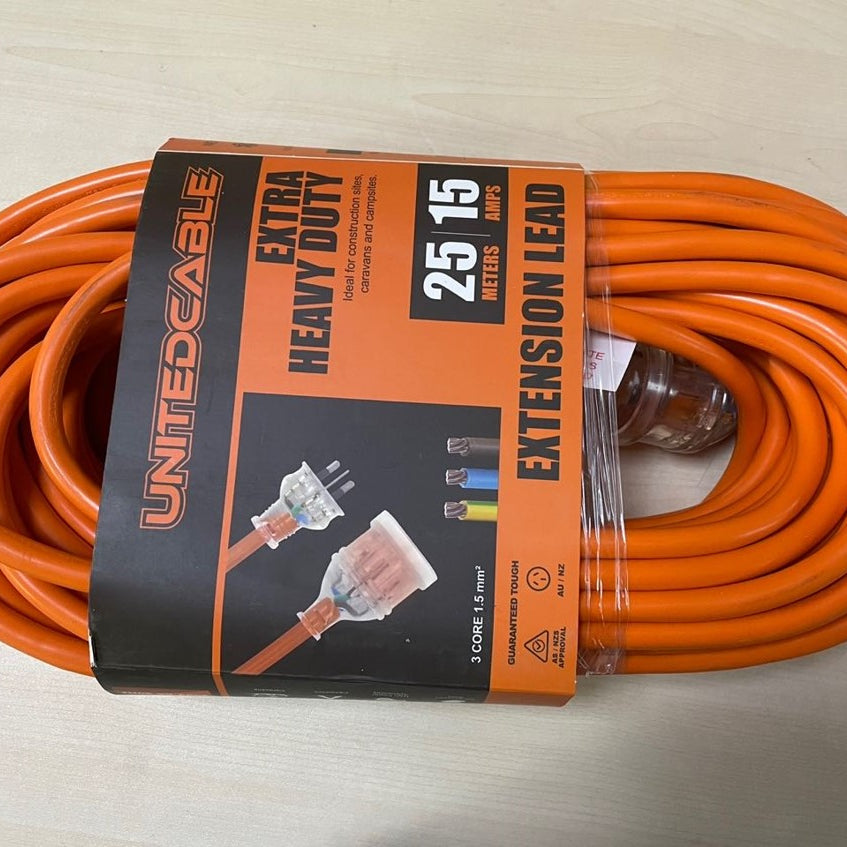 UNITEDCABLE
EXTRA
HEAVY DUTY
Ideal for construction sites,
caravans and campsites.
25 15
METERS AMPS
EXTENSION LEAD
3 CORE 1.5 mm²
GUARANTEED TOUGH
AS / NZS
APPROVAL
AU / NZ
TE
S